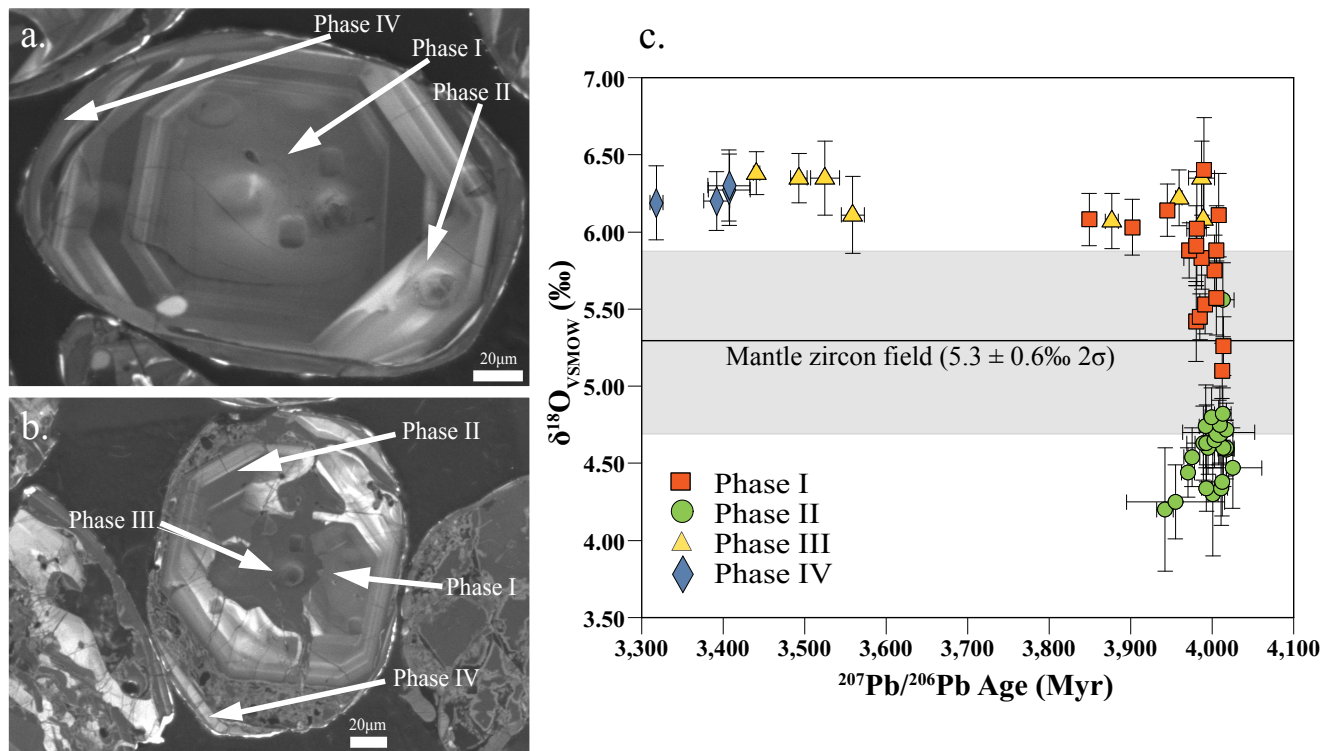 a.
Phase IV
Phase I
Phase II
20μm
b.
Phase II
Phase III
Phase I
Phase IV
20μm
c.
7.00
6.50
6.00
5.50
5.00
4.50
4.00
3.50
δ¹⁸O VSMOW (‰)
Mantle zircon field (5.3 ± 0.6‰ 2σ)
Phase I
Phase II
Phase III
Phase IV
3,300 3,400 3,500 3,600 3,700 3,800 3,900 4,000 4,100
²⁰⁷Pb/²⁰⁶Pb Age (Myr)